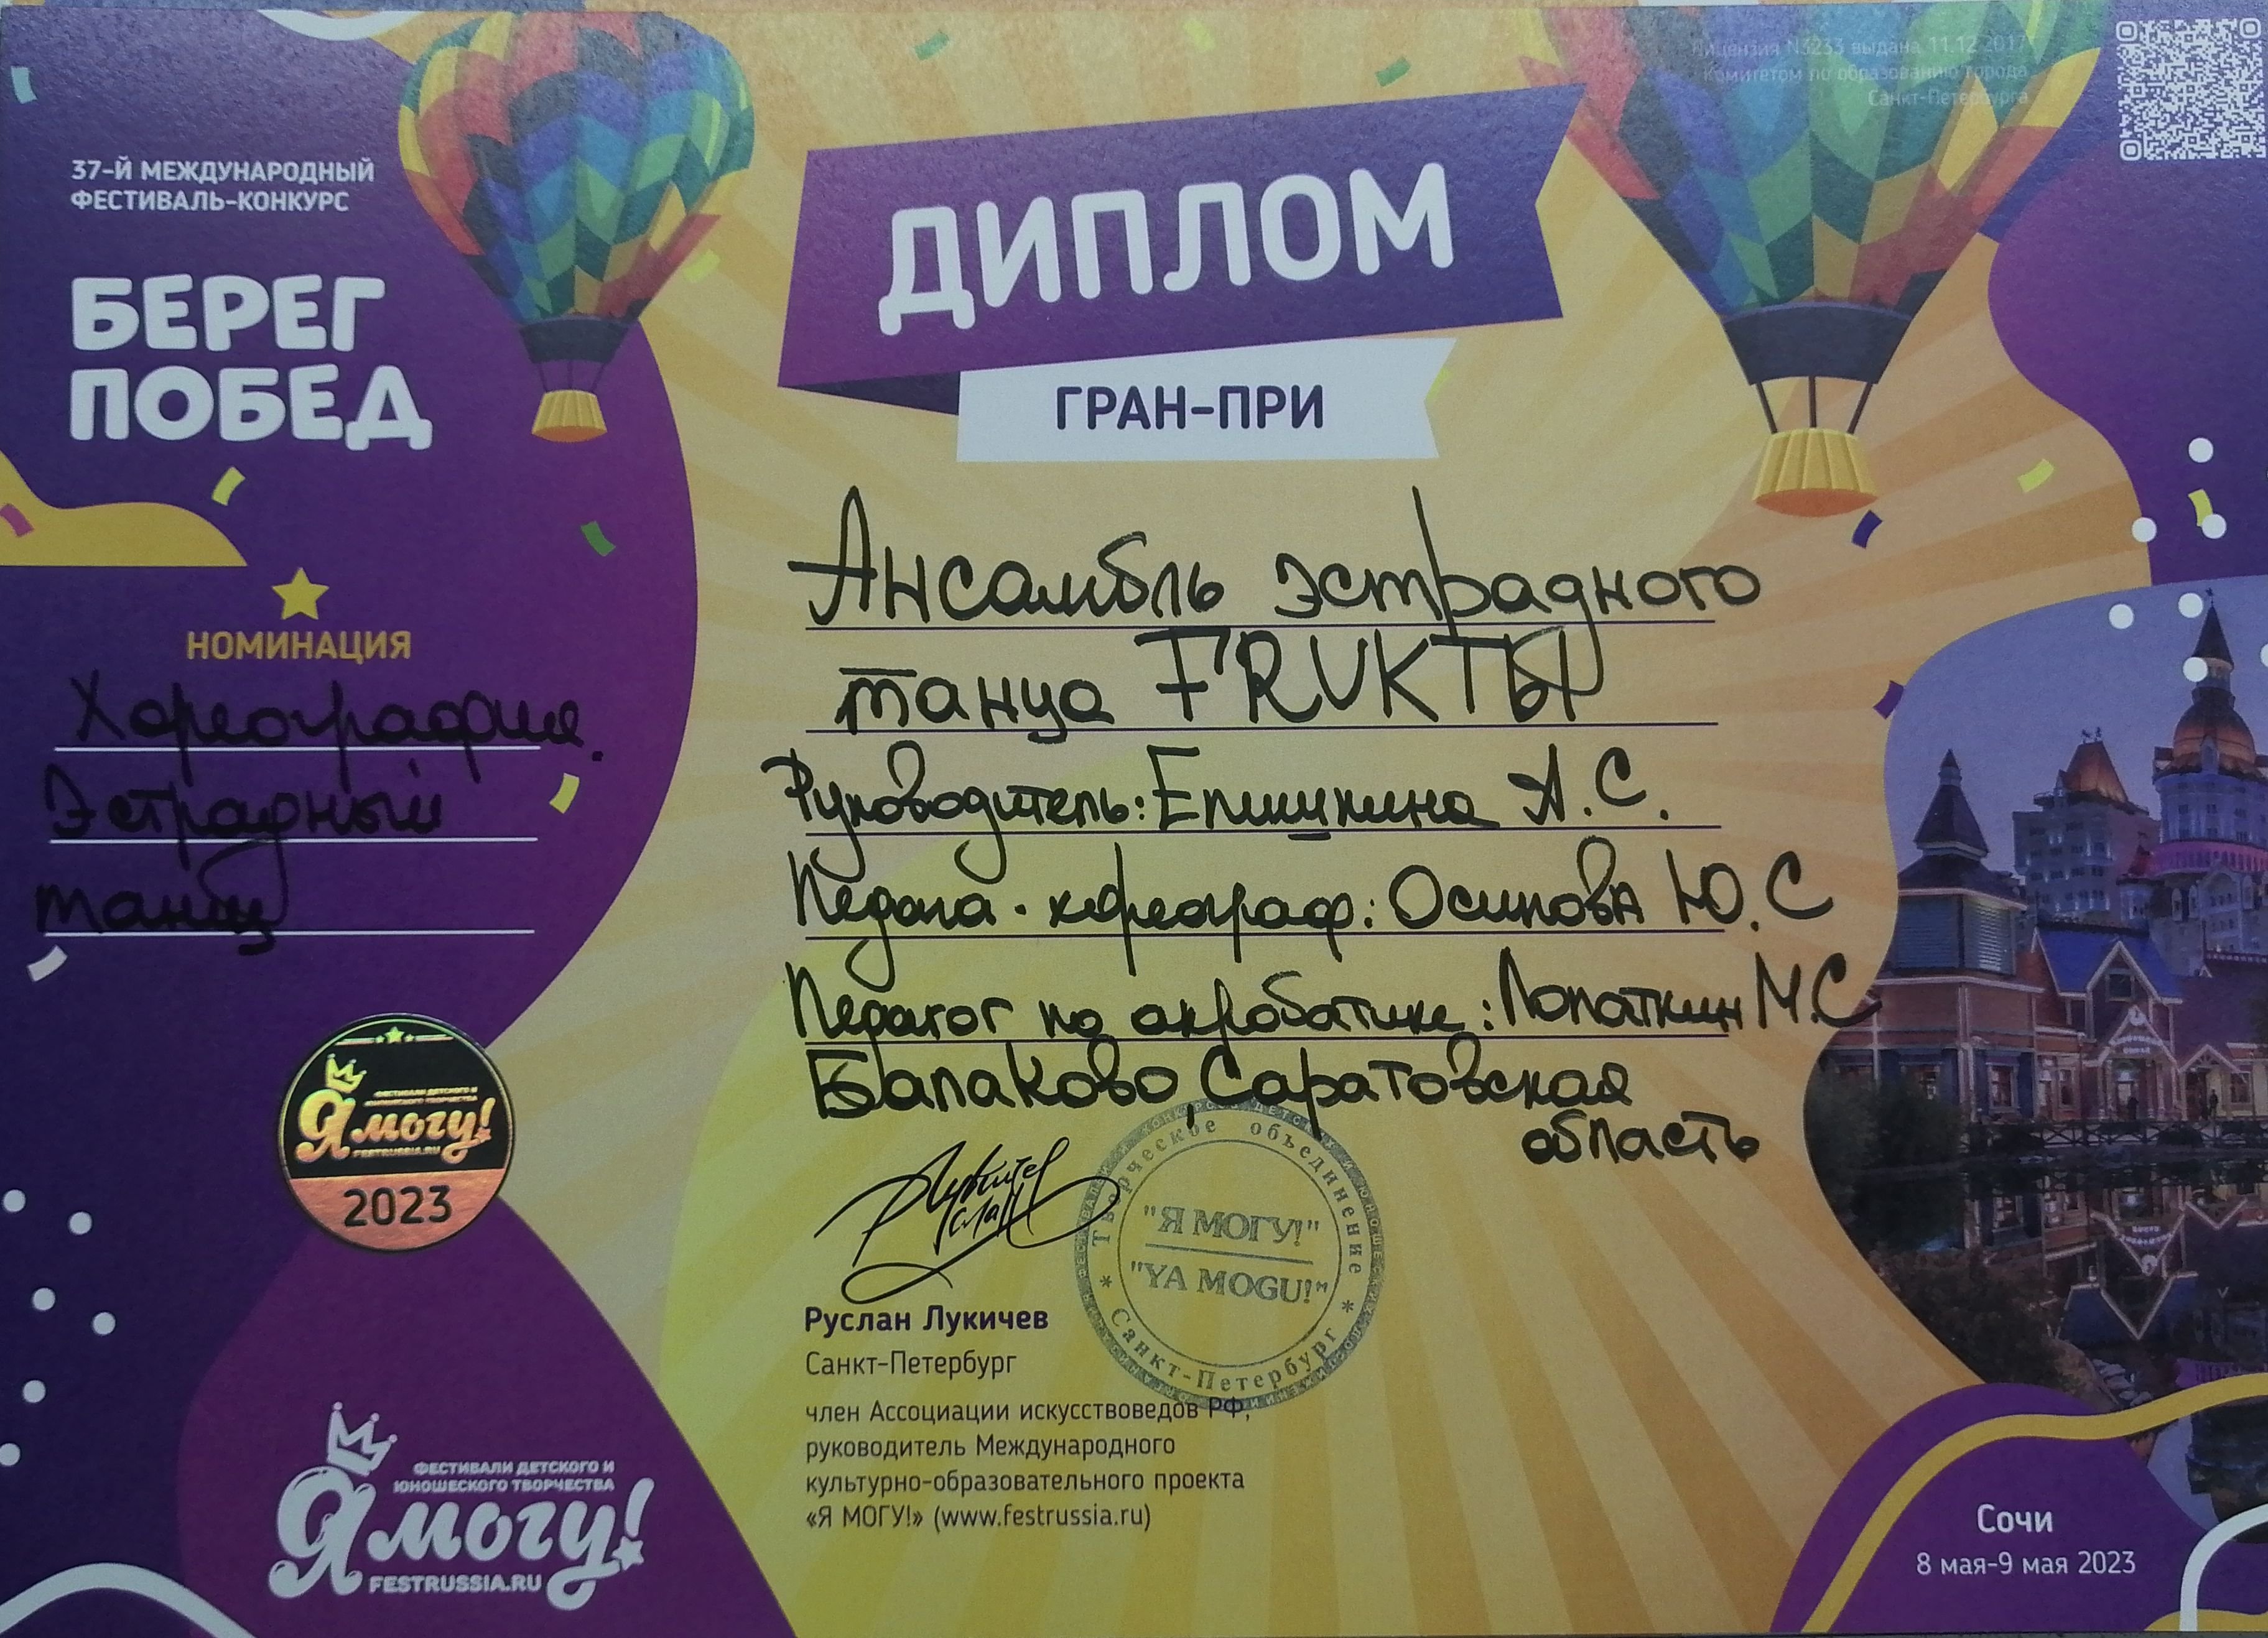 Лицензия N3233 выдана 11.12 2017
Комитетом по образованию города
Санкт-Петербурга
37-Й МЕЖДУНАРОДНЫЙ
ФЕСТИВАЛЬ-КОНКУРС
БЕРЕГ
ПОБЕД
ДИПЛОМ
ГРАН-ПРИ
НОМИНАЦИЯ
Хореография.
Эстрадный
танец
Ансамбль эстрадного
танца FRUKТЫ
Руководитель: Епишкина А.С.
хореограф: Осипова Ю.С
Педагог по акробатике: Лопаткин М.С
Балаково, Саратовская
область
ФЕСТИВАЛИ ДЕТСКОГО И
ЮНОШЕСКОГО ТВОРЧЕСТВА
Я могу!
FESTRUSSIA.RU
2023
Творческое объединение
"Я МОГУ!"
"YA MOGU!"
* Санкт-Петербург *
Руслан Лукичев
Санкт-Петербург
член Ассоциации искусствоведов РФ,
руководитель Международного
культурно-образовательного проекта
«Я МОГУ!» (www.festrussia.ru)
ФЕСТИВАЛИ ДЕТСКОГО И
ЮНОШЕСКОГО ТВОРЧЕСТВА
Я могу!
FESTRUSSIA.RU
Сочи
8 мая-9 мая 2023